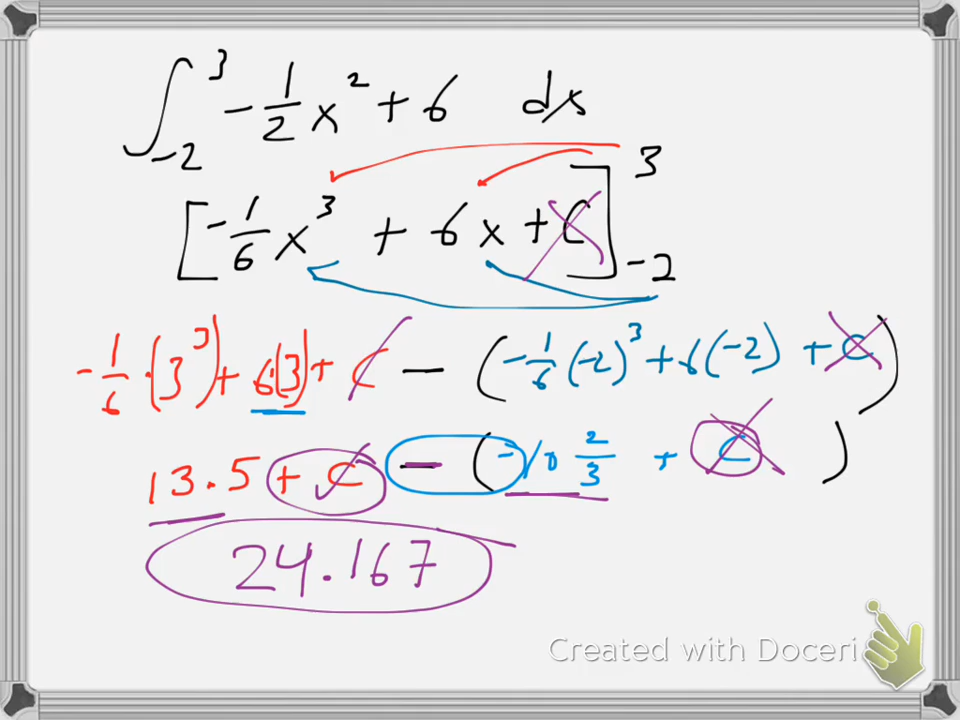 ∫₋₂³ -1/2 x² + 6 dx
[-1/6 x³ + 6x + C]₋₂³
-1/6 · (3³) + 6(3) + C - (-1/6 (-2)³ + 6(-2) + C)
13.5 + C - (-10 2/3 + C)
24.167
Created with Doceri